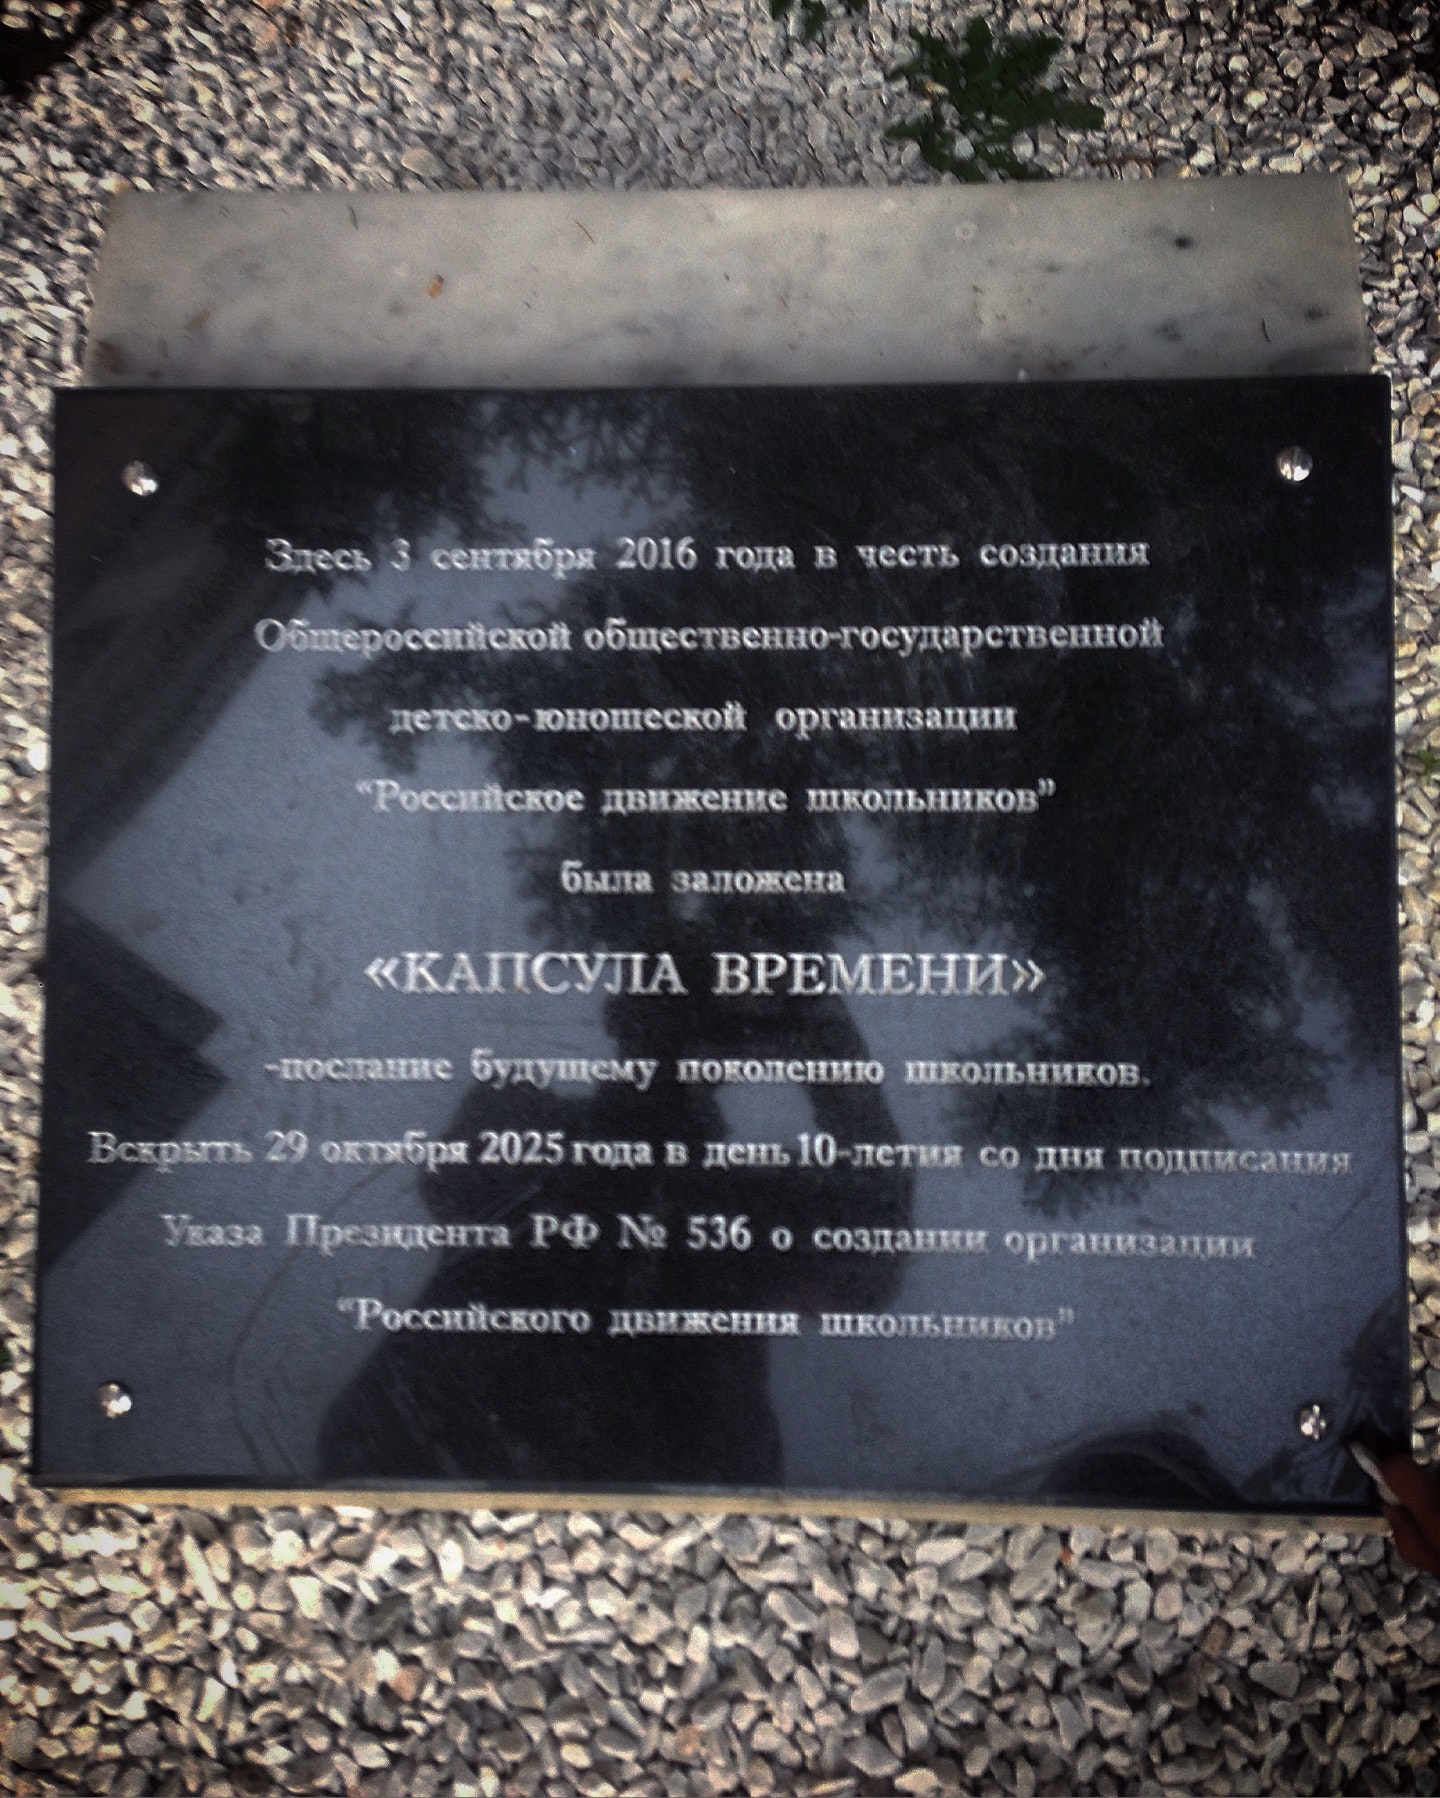 Здесь 3 сентября 2016 года в честь создания
Общероссийской общественно-государственной
детско-юношеской организации
“Российское движение школьников”
была заложена
«КАПСУЛА ВРЕМЕНИ»
-послание будущему поколению школьников.
Вскрыть 29 октября 2025 года в день 10-летия со дня подписания
Указа Президента РФ № 536 о создании организации
“Российского движения школьников”